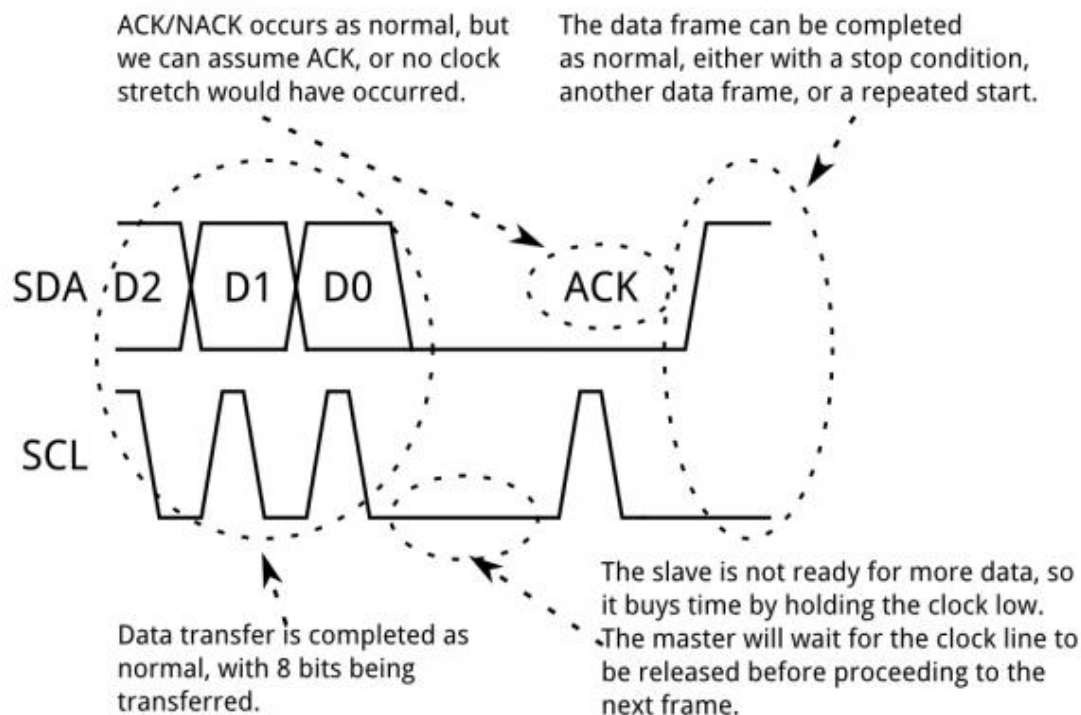 ACK/NACK occurs as normal, but
we can assume ACK, or no clock
stretch would have occurred.
The data frame can be completed
as normal, either with a stop condition,
another data frame, or a repeated start.
SDA D2 D1 D0 ACK
SCL
Data transfer is completed as
normal, with 8 bits being
transferred.
The slave is not ready for more data, so
it buys time by holding the clock low.
The master will wait for the clock line to
be released before proceeding to the
next frame.